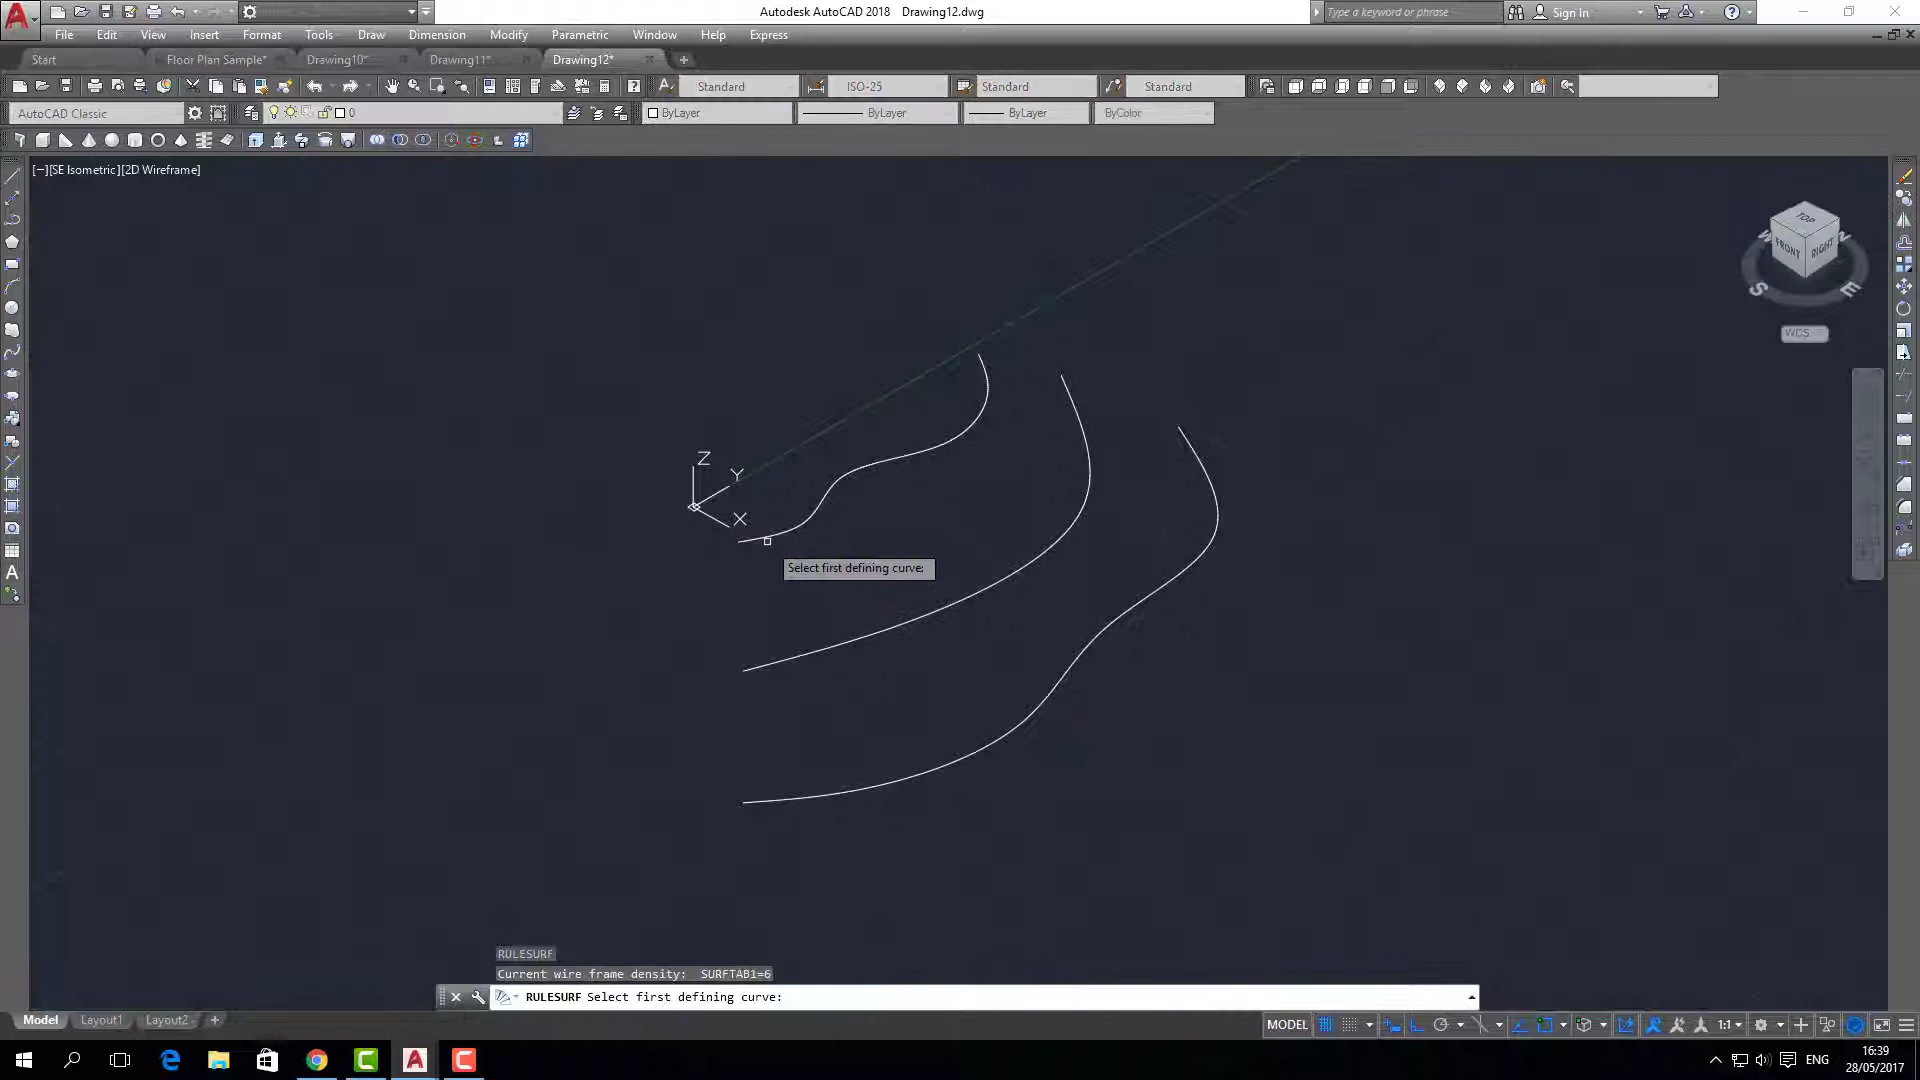 Autodesk AutoCAD 2018 Drawing12.dwg
Type a keyword or phrase
Sign In
File Edit View Insert Format Tools Draw Dimension Modify Parametric Window Help Express
Start Floor Plan Sample* Drawing10* Drawing11* Drawing12*
Standard ISO-25 Standard Standard
AutoCAD Classic 0 ByLayer ByLayer ByLayer ByColor
[−][SE Isometric][2D Wireframe]
TOP
FRONT RIGHT
W N
S E
WCS
Z
Y
X
Select first defining curve:
A
RULESURF
Current wire frame density: SURFTAB1=6
RULESURF Select first defining curve:
Model Layout1 Layout2 +
MODEL 1:1
ENG
16:39
28/05/2017